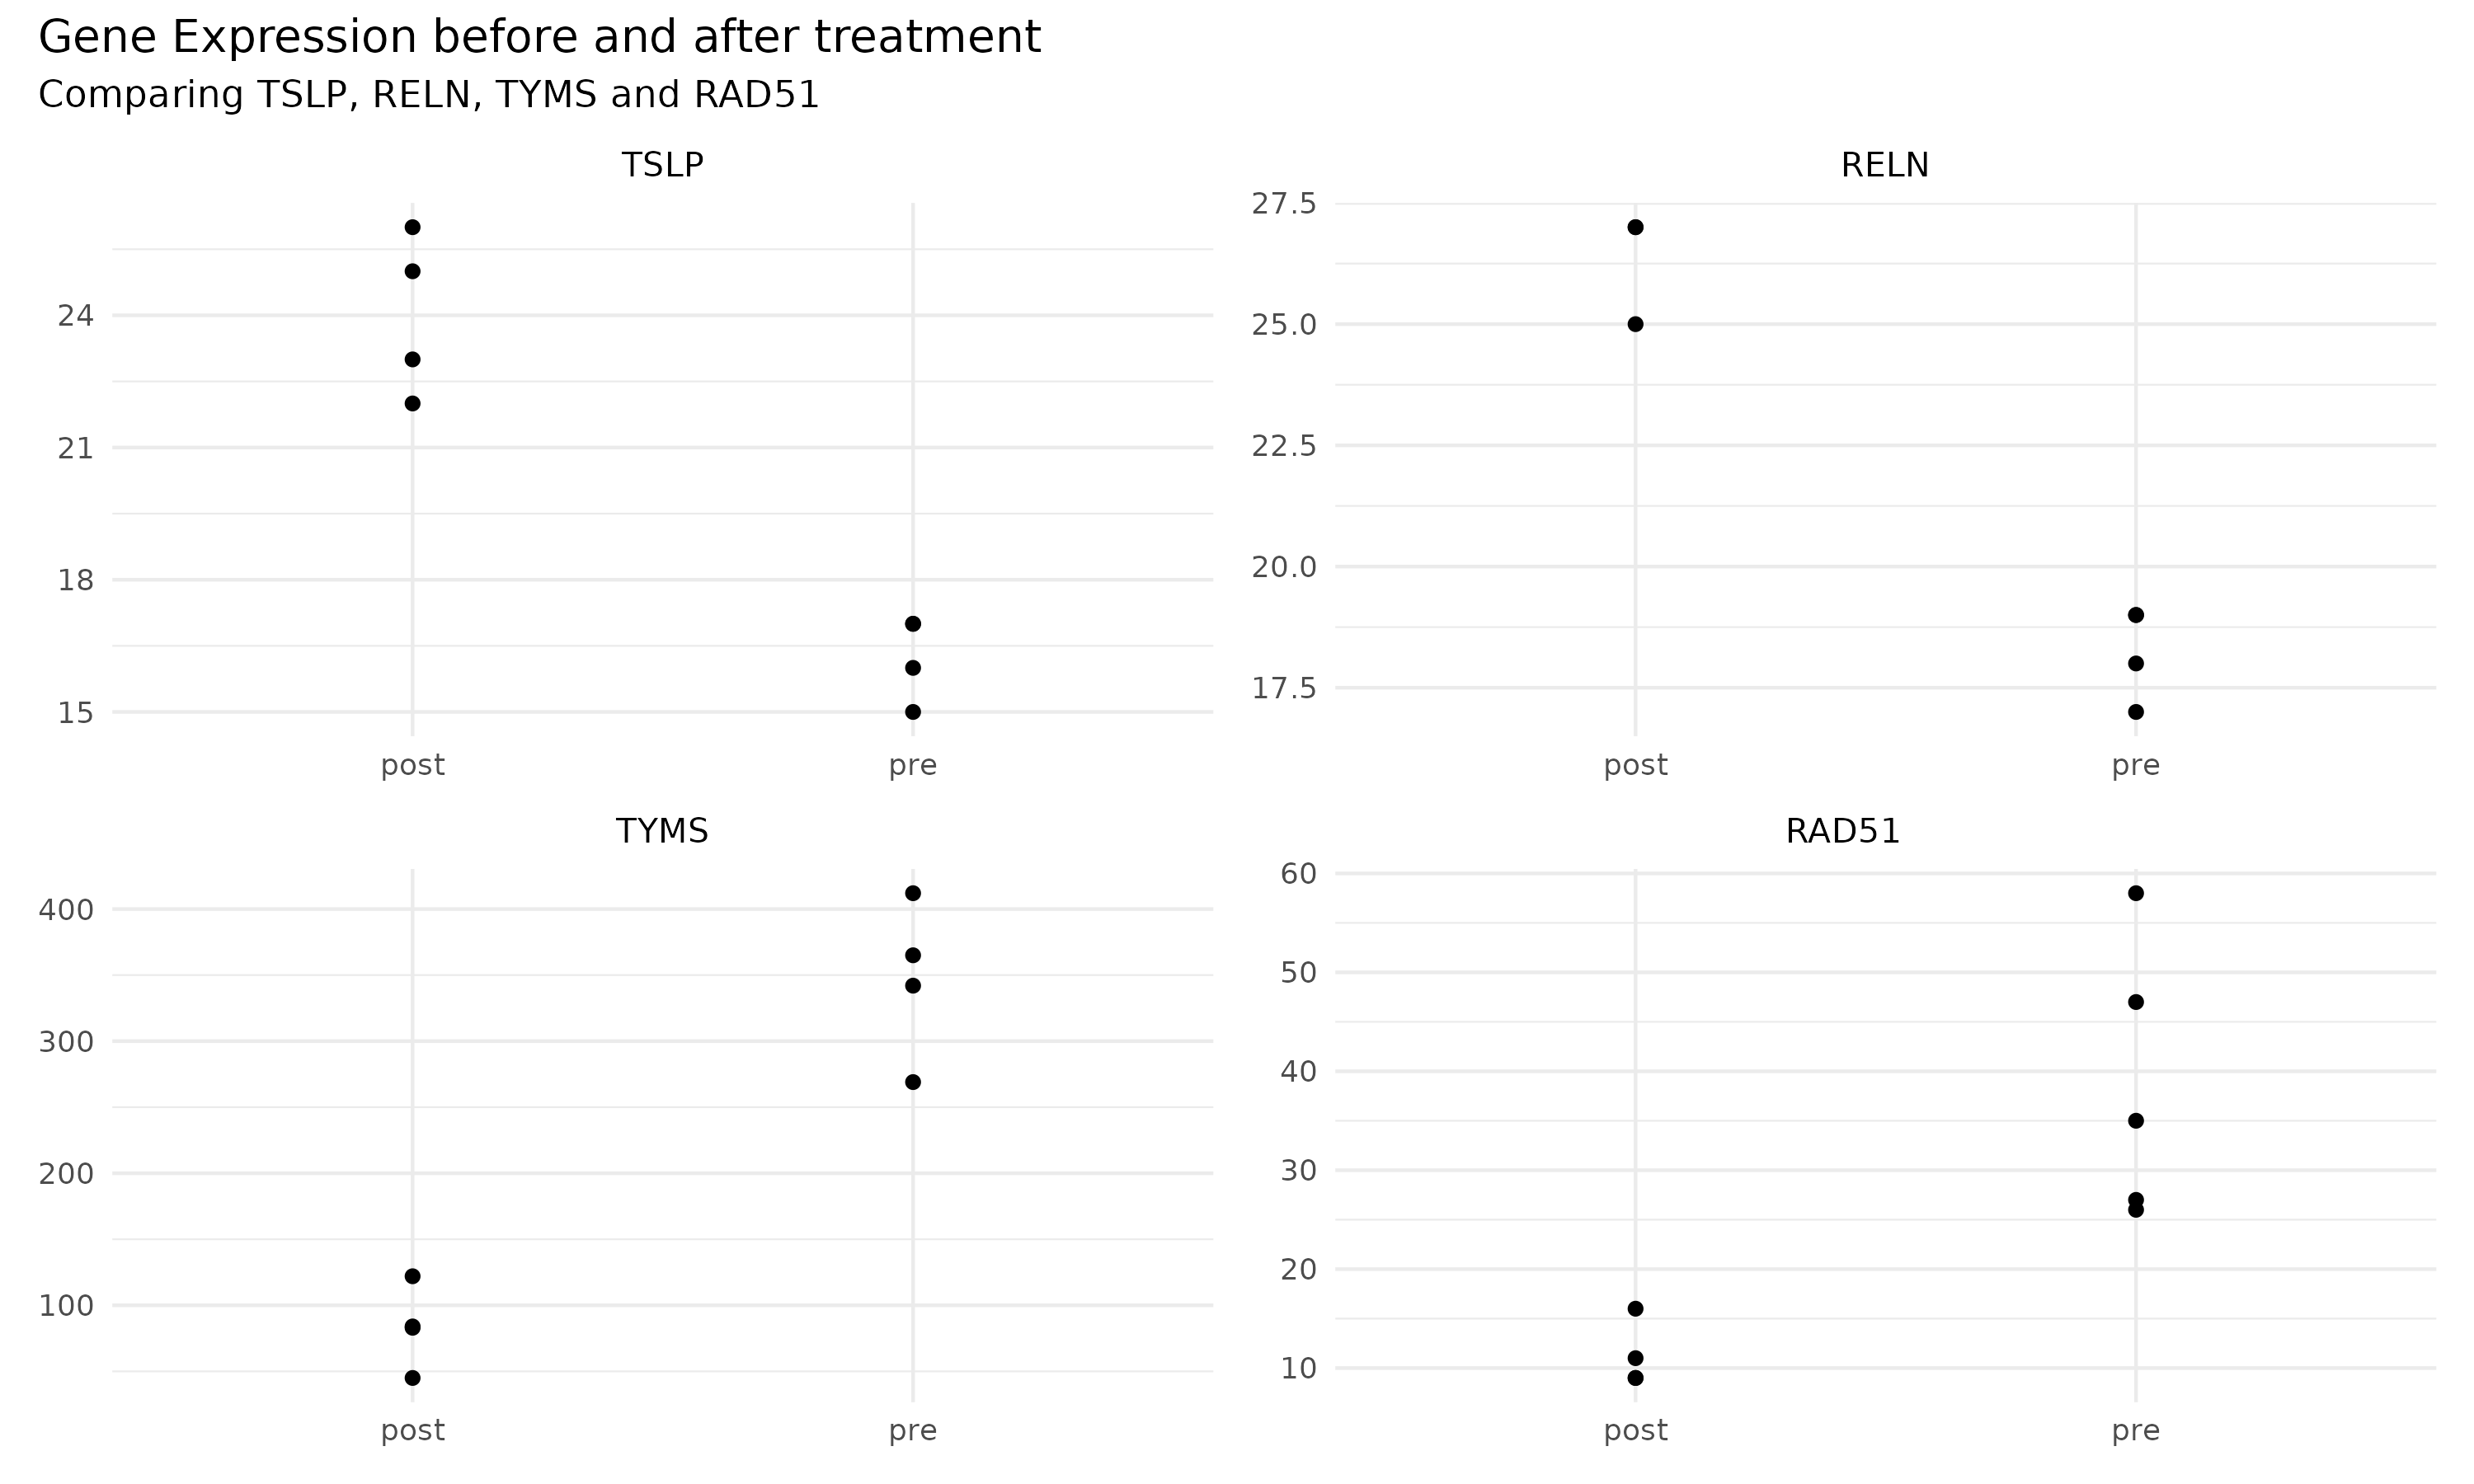 Gene Expression before and after treatment
Comparing TSLP, RELN, TYMS and RAD51
TSLP
24
21
18
15
post pre
RELN
27.5
25.0
22.5
20.0
17.5
post pre
TYMS
400
300
200
100
post pre
RAD51
60
50
40
30
20
10
post pre